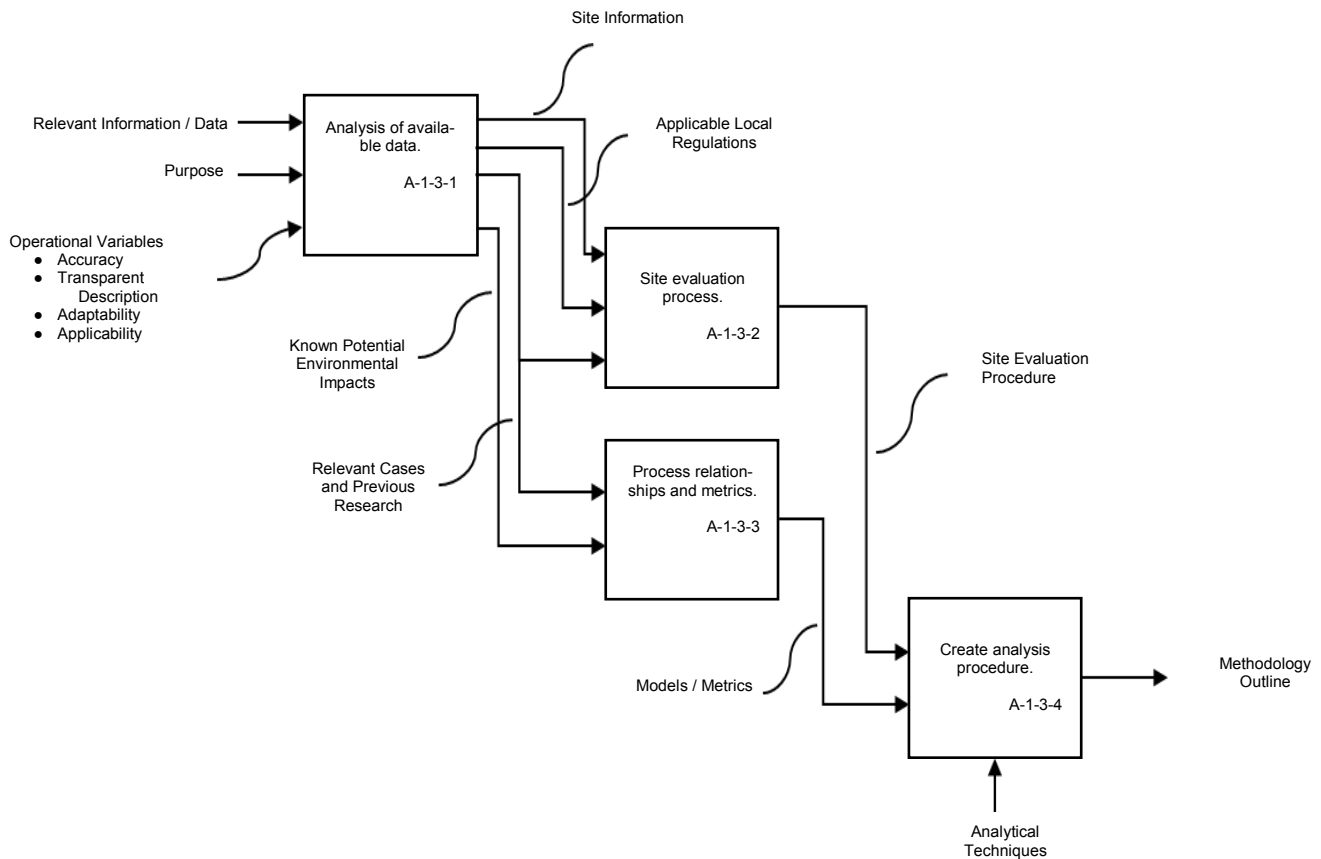 Site Information
Relevant Information / Data
Analysis of availa-
ble data.
A-1-3-1
Applicable Local
Regulations
Purpose
Operational Variables
● Accuracy
● Transparent
Description
● Adaptability
● Applicability
Site evaluation
process.
A-1-3-2
Known Potential
Environmental
Impacts
Site Evaluation
Procedure
Relevant Cases
and Previous
Research
Process relation-
ships and metrics.
A-1-3-3
Models / Metrics
Create analysis
procedure.
A-1-3-4
Methodology
Outline
Analytical
Techniques